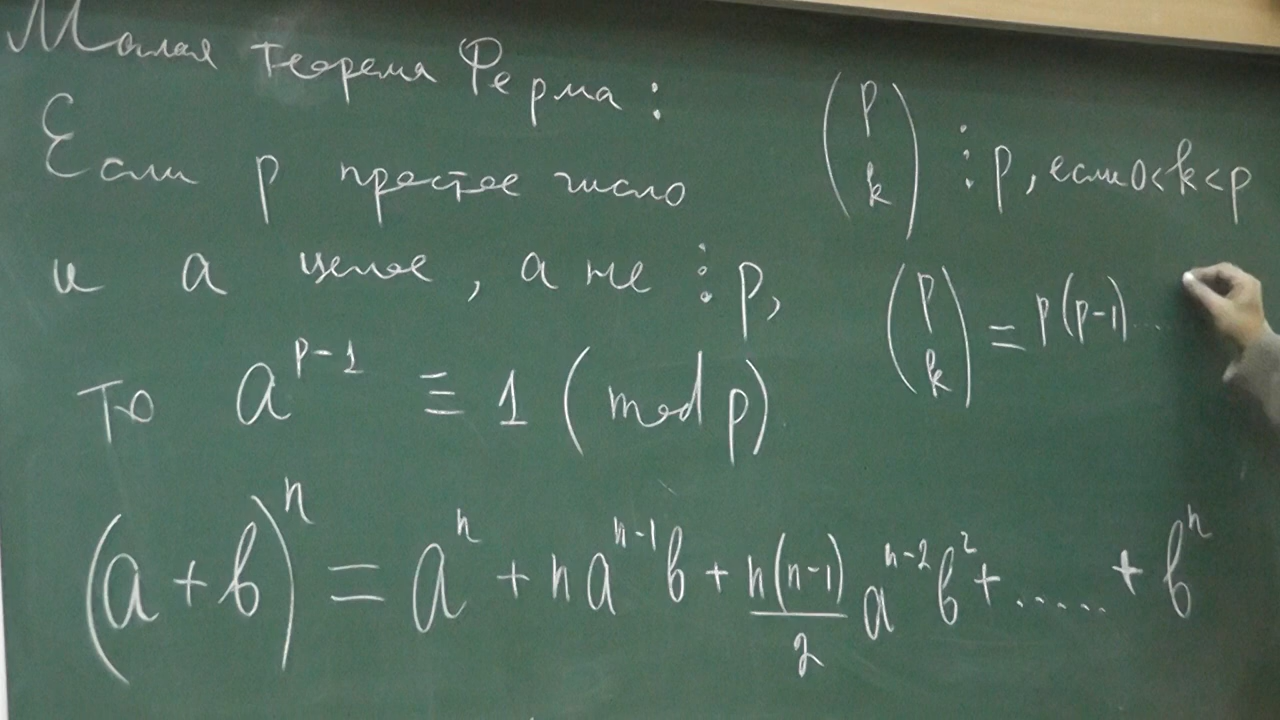 Малая теорема Ферма:
Если p простое число
и a целое, a не ⋮ p,
то a^{p-1} ≡ 1 (mod p)
(p k) ⋮ p, если 0<k<p
(p k) = p(p-1)...
(a+b)^n = a^n + na^{n-1}b + n(n-1)/2 a^{n-2}b^2 + ..... + b^n